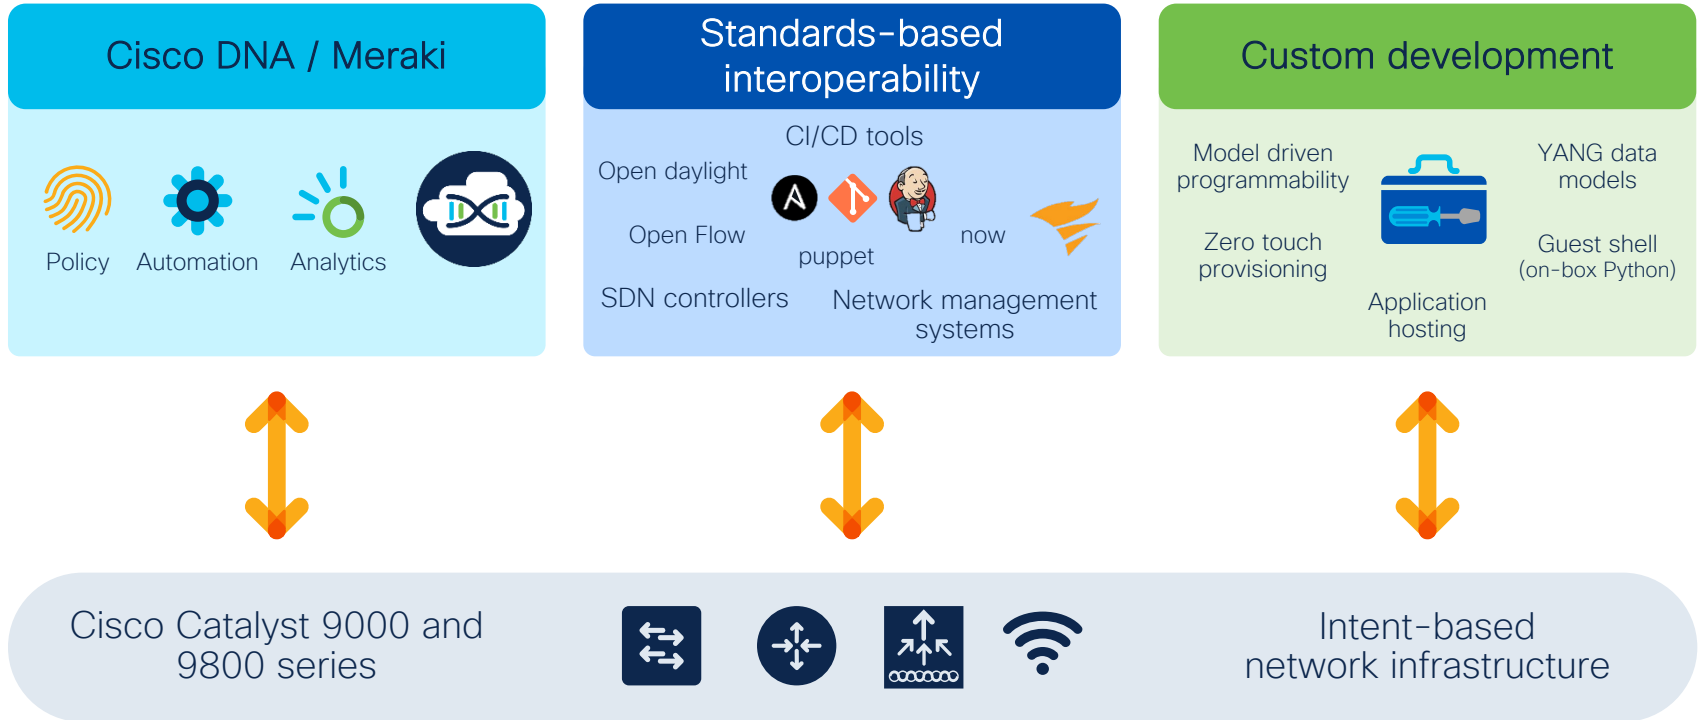 Cisco DNA / Meraki
Policy
Automation
Analytics
Standards-based
interoperability
CI/CD tools
Open daylight
Open Flow
puppet
now
SDN controllers
Network management
systems
Custom development
Model driven
programmability
YANG data
models
Zero touch
provisioning
Guest shell
(on-box Python)
Application
hosting
Cisco Catalyst 9000 and
9800 series
Intent-based
network infrastructure